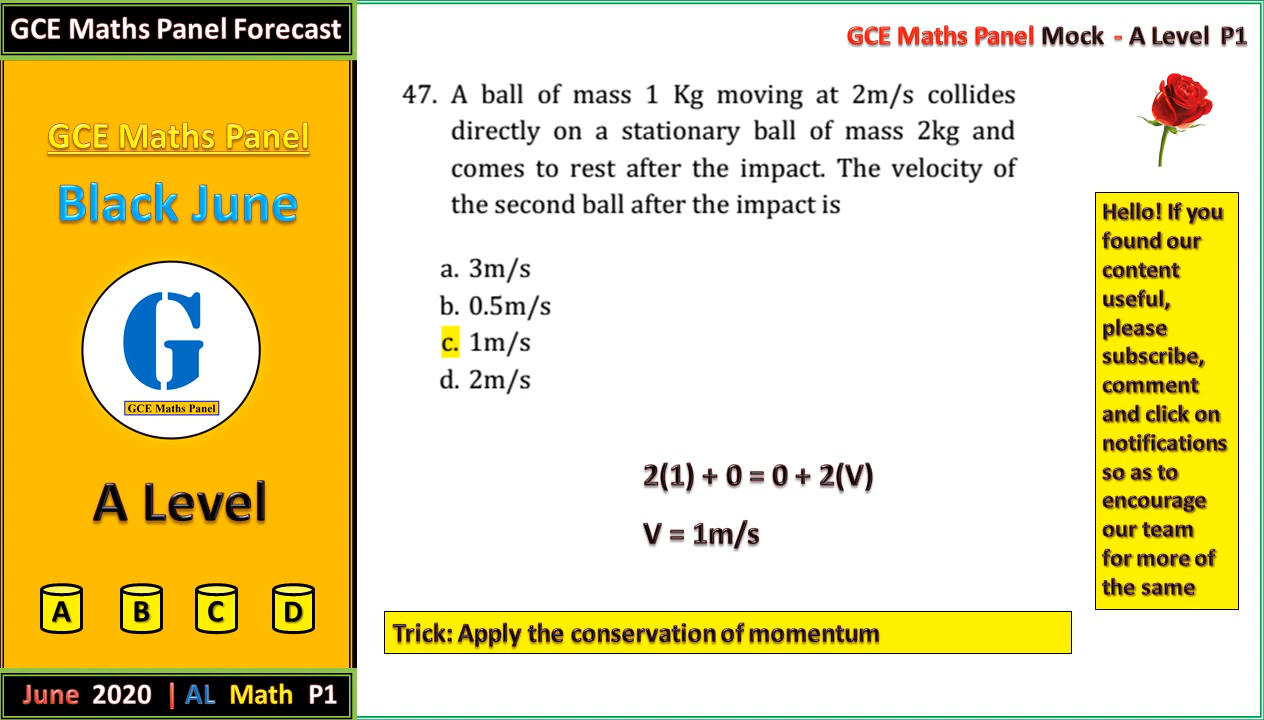 GCE Maths Panel Forecast
GCE Maths Panel
Black June
G
GCE Maths Panel
A Level
A B C D
June 2020 | AL Math P1
GCE Maths Panel Mock - A Level P1
47. A ball of mass 1 Kg moving at 2m/s collides
directly on a stationary ball of mass 2kg and
comes to rest after the impact. The velocity of
the second ball after the impact is
a. 3m/s
b. 0.5m/s
c. 1m/s
d. 2m/s
2(1) + 0 = 0 + 2(V)
V = 1m/s
Trick: Apply the conservation of momentum
Hello! If you
found our
content
useful,
please
subscribe,
comment
and click on
notifications
so as to
encourage
our team
for more of
the same